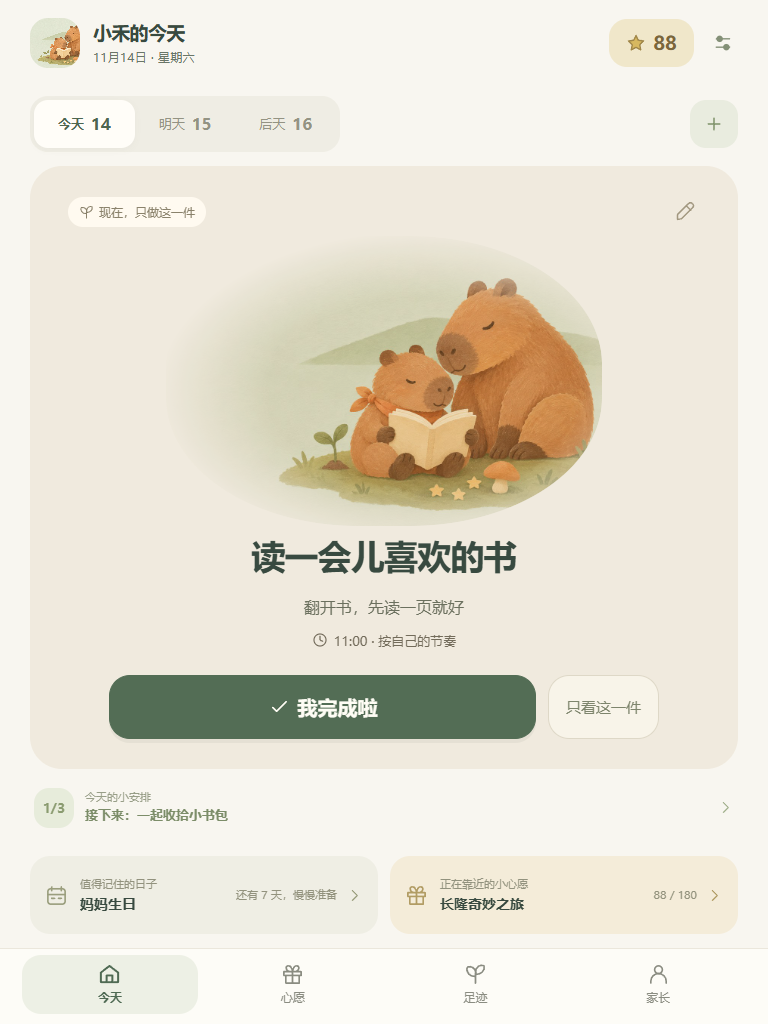 小禾的今天
11月14日 · 星期六
88
今天 14
明天 15
后天 16
现在，只做这一件
读一会儿喜欢的书
翻开书，先读一页就好
11:00 · 按自己的节奏
我完成啦
只看这一件
1/3
今天的小安排
接下来：一起收拾小书包
值得记住的日子
妈妈生日
还有 7 天，慢慢准备
正在靠近的小心愿
长隆奇妙之旅
88 / 180
今天
心愿
足迹
家长